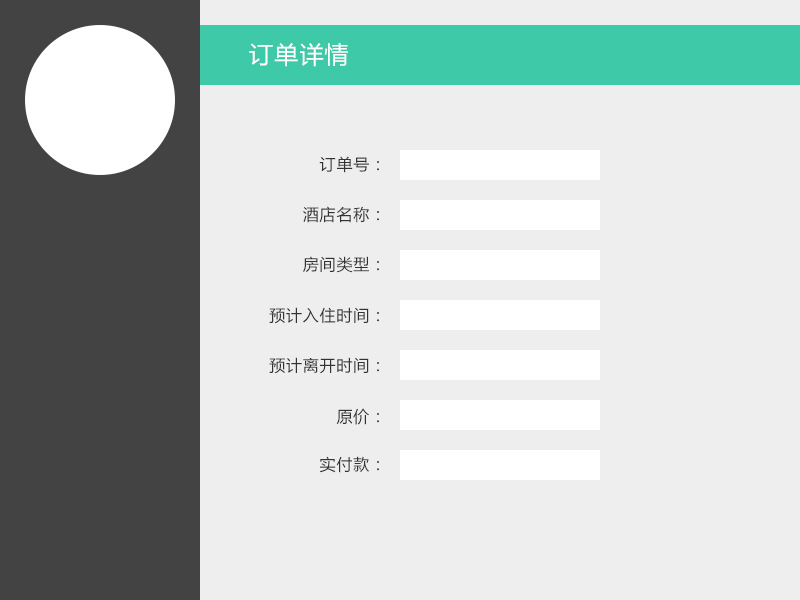 订单详情
订单号：
酒店名称：
房间类型：
预计入住时间：
预计离开时间：
原价：
实付款：